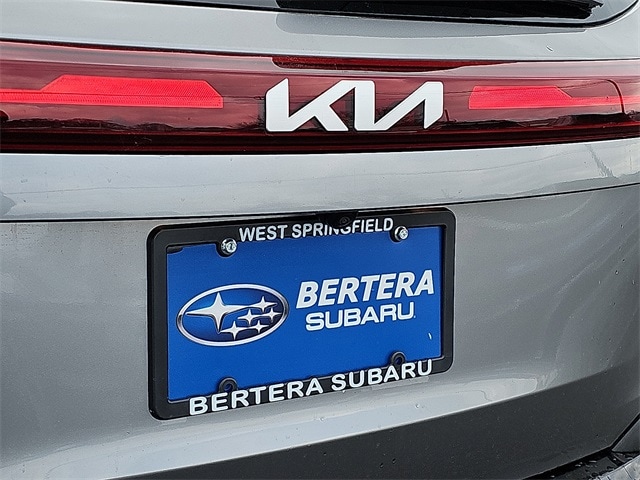 KIA
WEST SPRINGFIELD
BERTERA
SUBARU
BERTERA SUBARU